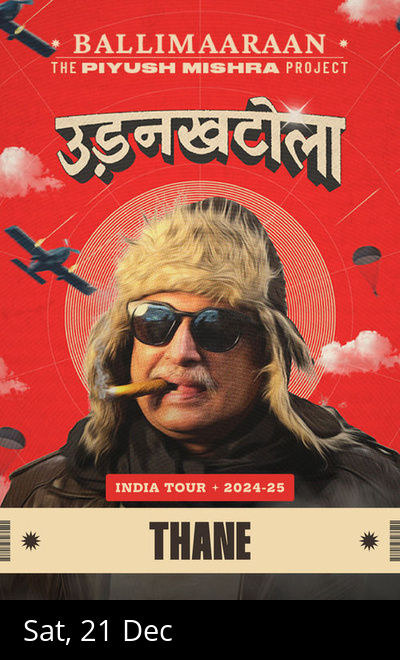 BALLIMAARAAN
THE PIYUSH MISHRA PROJECT
उड़नखटोला
INDIA TOUR + 2024-25
THANE
Sat, 21 Dec